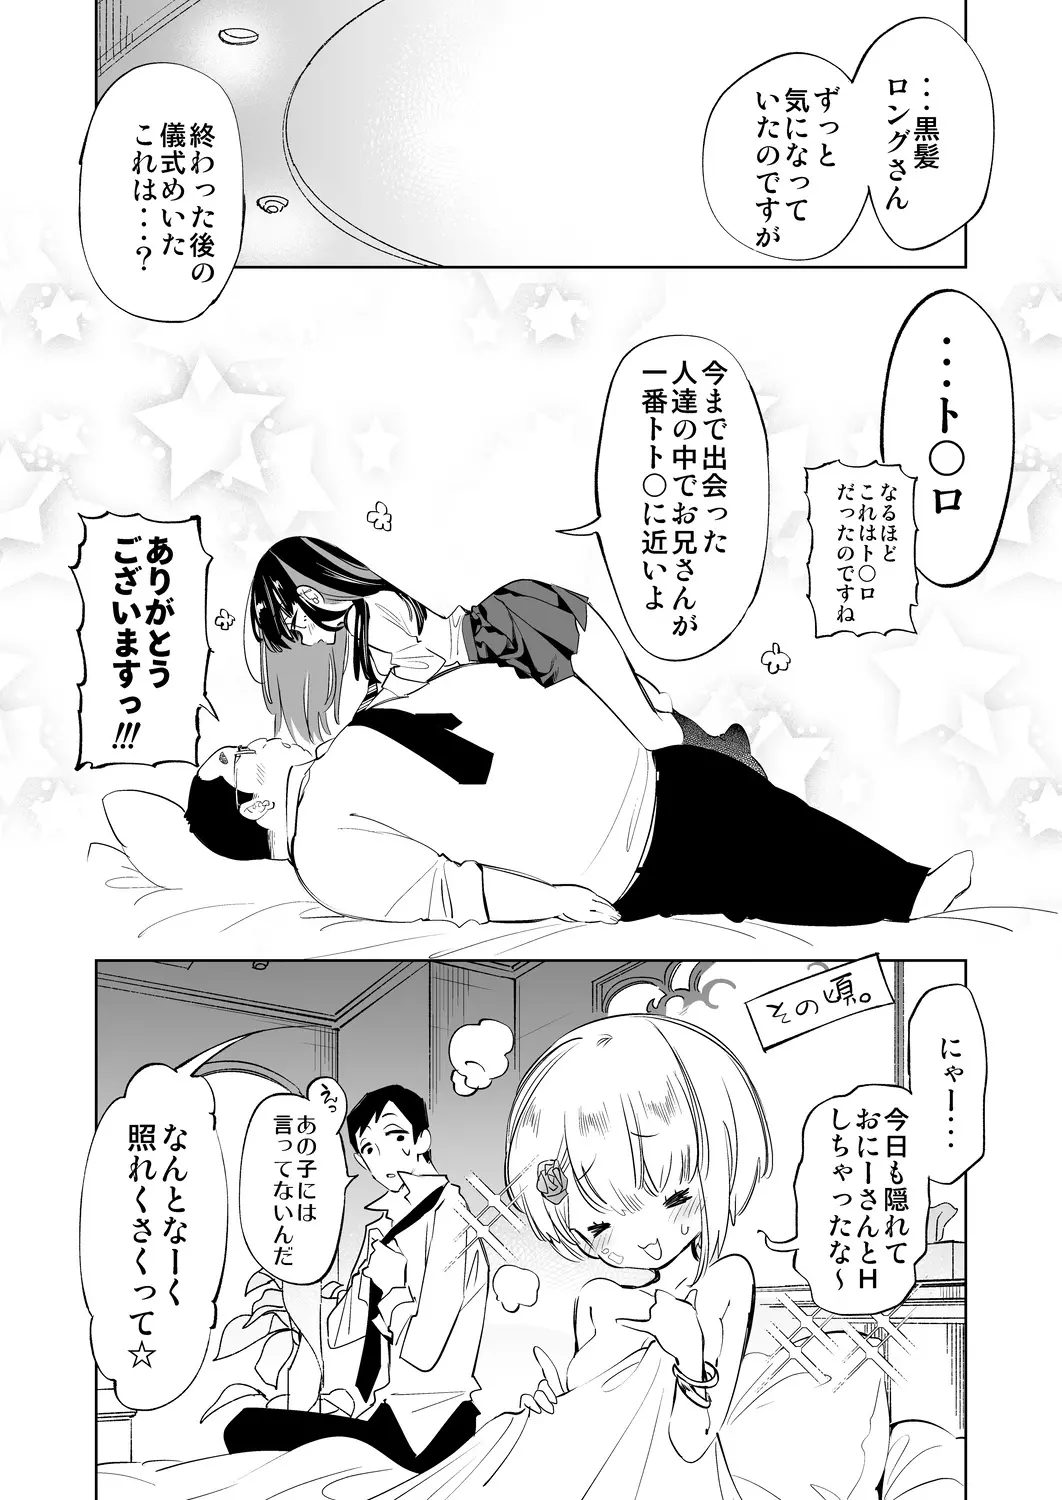 ・・・黒髪
ロングさん
ずっと
気になって
いたのですが
終わった後の
儀式めいた
これは・・・？
・・・ト〇ロ
なるほど
これはト〇ロ
だったのですね
今まで出会った
人達の中でお兄さんが
一番トト〇に近いよ
ありがとう
ございますっ!!!
その頃。
にゃー・・・・
今日も隠れて
おにーさんとH
しちゃったな〜
えっ
あの子には
言ってないんだ
なんとなーく
照れくさくって☆